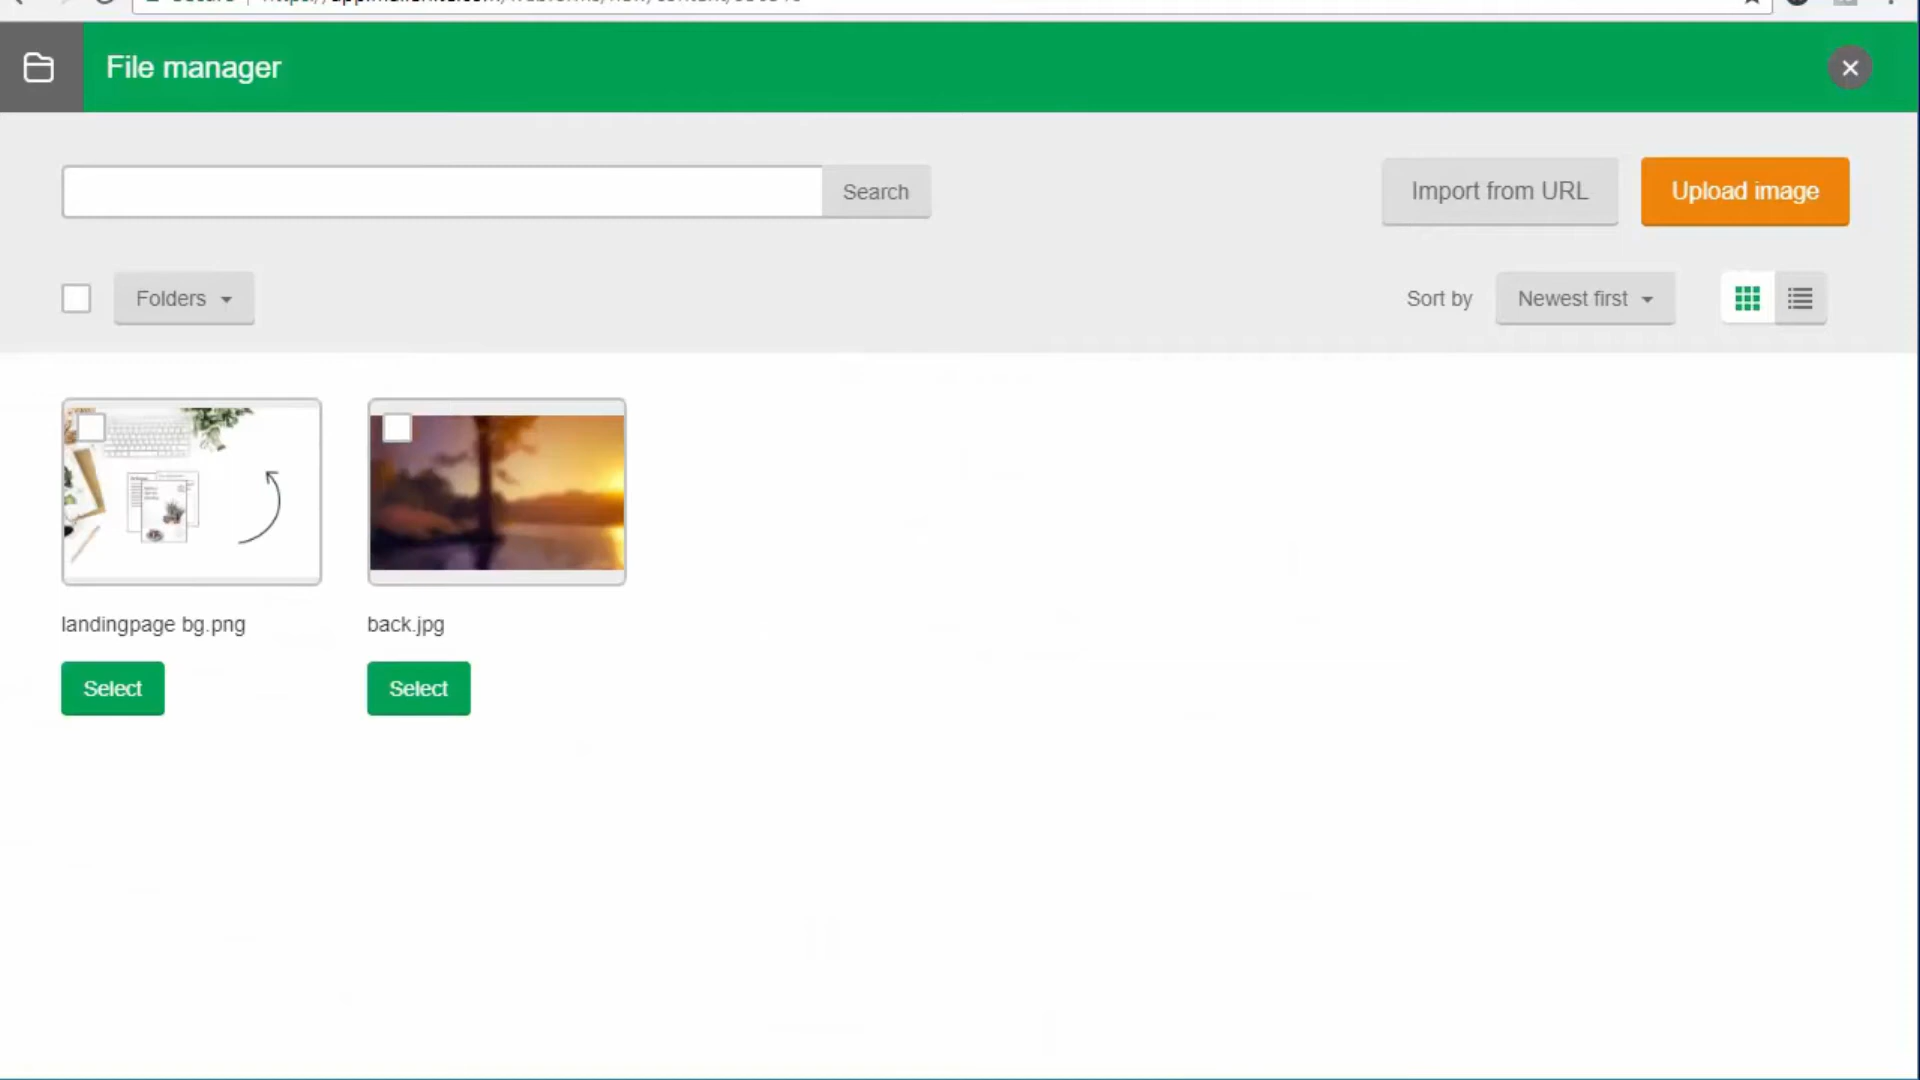 File manager
Search
Import from URL
Upload image
Folders
Sort by
Newest first
landingpage bg.png
back.jpg
Select
Select